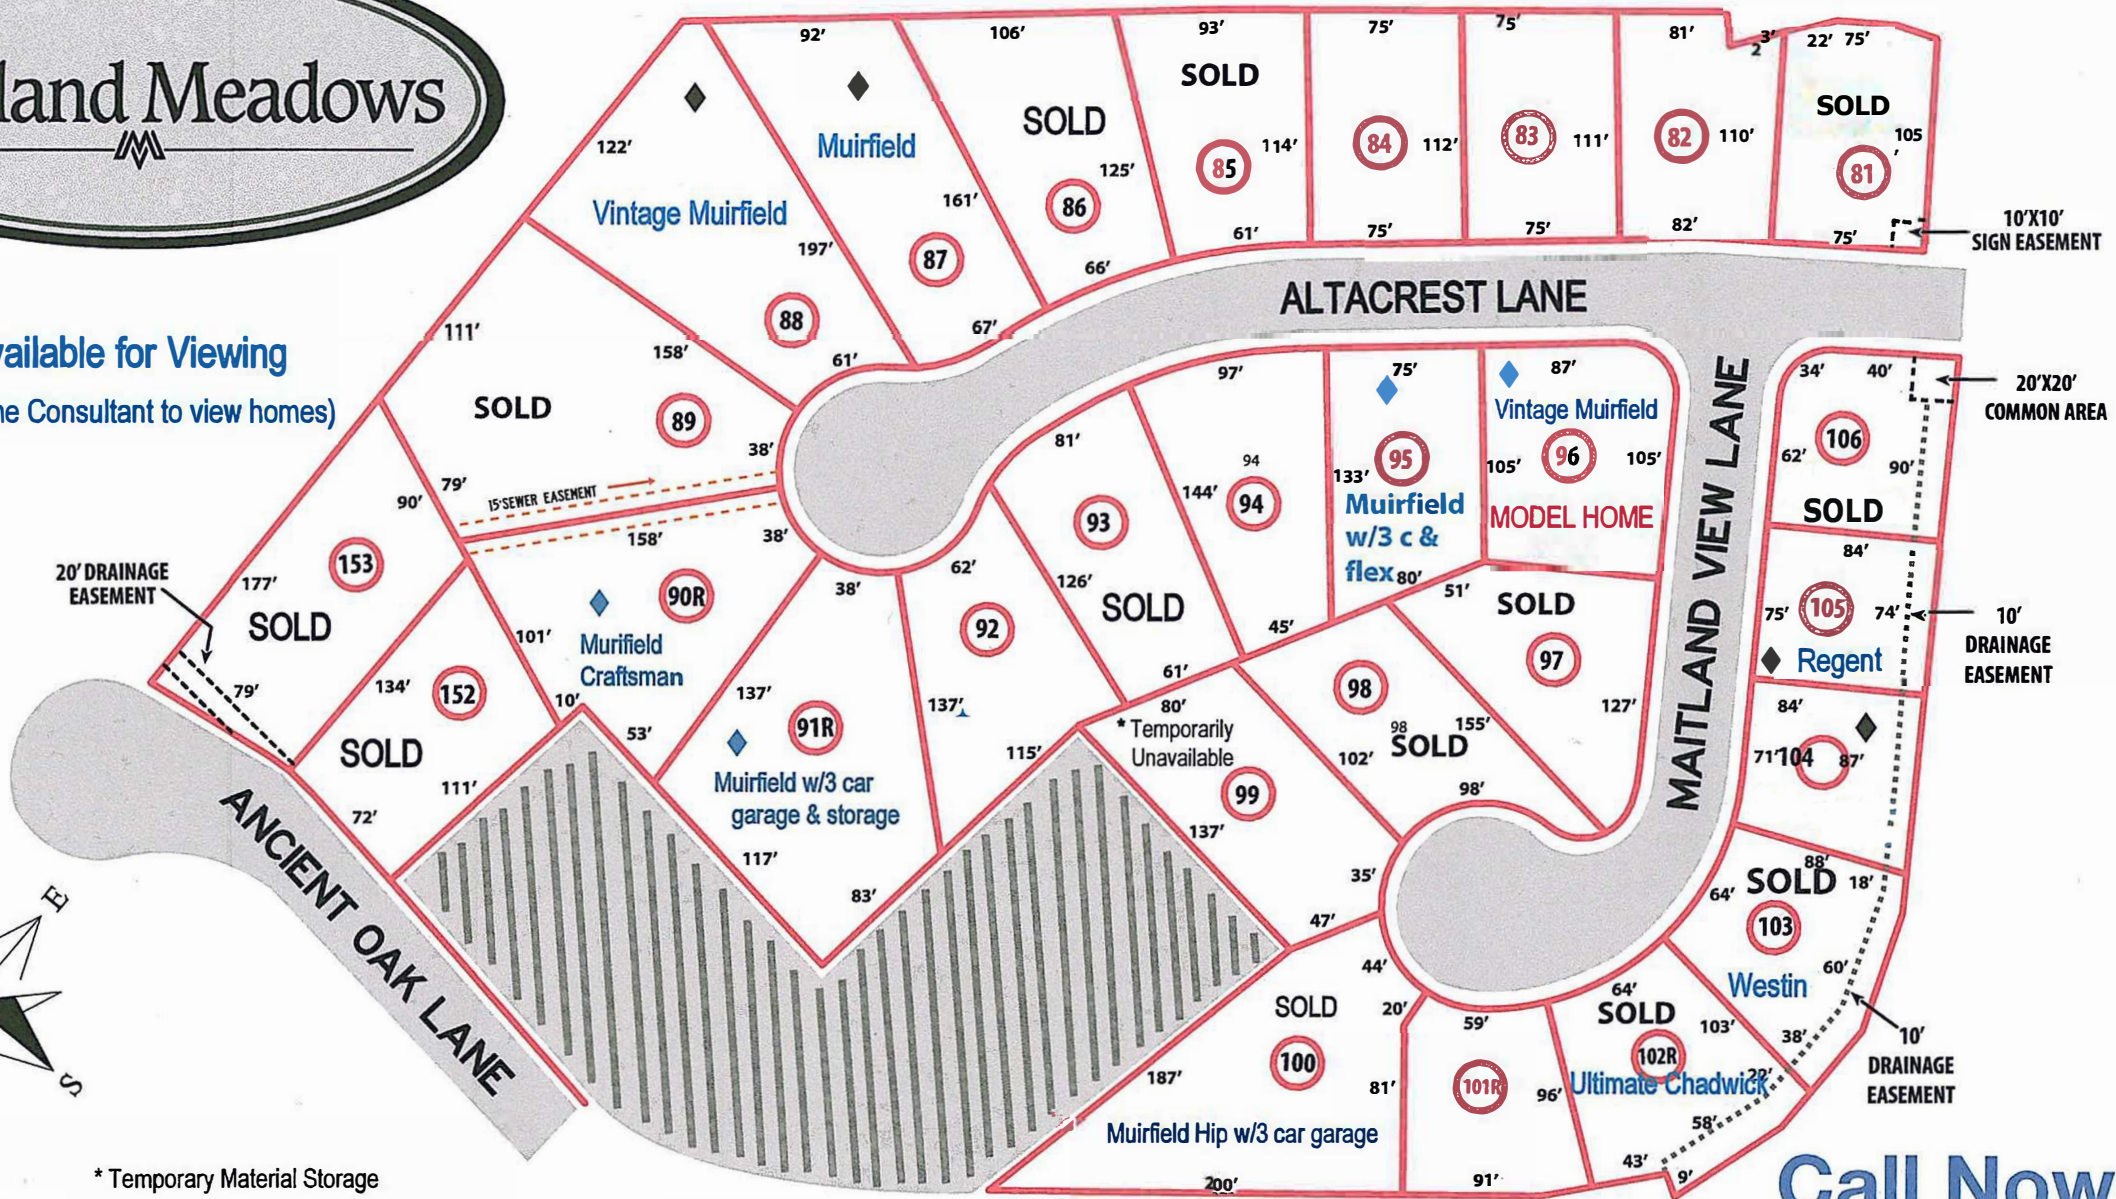 land Meadows
M
vailable for Viewing
ne Consultant to view homes)
92'
106'
93'
75'
75'
81'
3'
2
22' 75'
122'
Vintage Muirfield
197'
88
61'
Muirfield
161'
87
67'
SOLD
125'
86
66'
SOLD
114'
85
61'
84
112'
75'
83
111'
75'
82
110'
82'
SOLD
105
'
81
75'
10'X10'
SIGN EASEMENT
ALTACREST LANE
MAITLAND VIEW LANE
111'
158'
SOLD
89
38'
79'
15' SEWER EASEMENT
90'
153
177'
SOLD
79'
20' DRAINAGE
EASEMENT
134'
152
SOLD
111'
72'
158'
38'
90R
101'
Murifield
Craftsman
10'
53'
38'
137'
91R
Muirfield w/3 car
garage & storage
117'
83'
62'
92
137'
115'
81'
93
126'
SOLD
61'
97'
94
144'
94
45'
75'
95
133'
Muirfield
w/3 c &
flex
80'
87'
Vintage Muirfield
105'
96
105'
MODEL HOME
51'
SOLD
97
127'
98
98
155'
SOLD
102'
98'
80'
* Temporarily
Unavailable
99
137'
35'
47'
34'
40'
20'X20'
COMMON AREA
106
62'
90'
SOLD
84'
105
75'
74'
Regent
10'
DRAINAGE
EASEMENT
84'
71'
104
87'
88'
SOLD
18'
64'
103
60'
Westin
38'
10'
DRAINAGE
EASEMENT
44'
SOLD
20'
100
187'
81'
Muirfield Hip w/3 car garage
200'
59'
101R
96'
91'
64'
SOLD
103'
102R
22'
Ultimate Chadwick
58'
43'
9'
ANCIENT OAK LANE
E
S
* Temporary Material Storage
Call Now